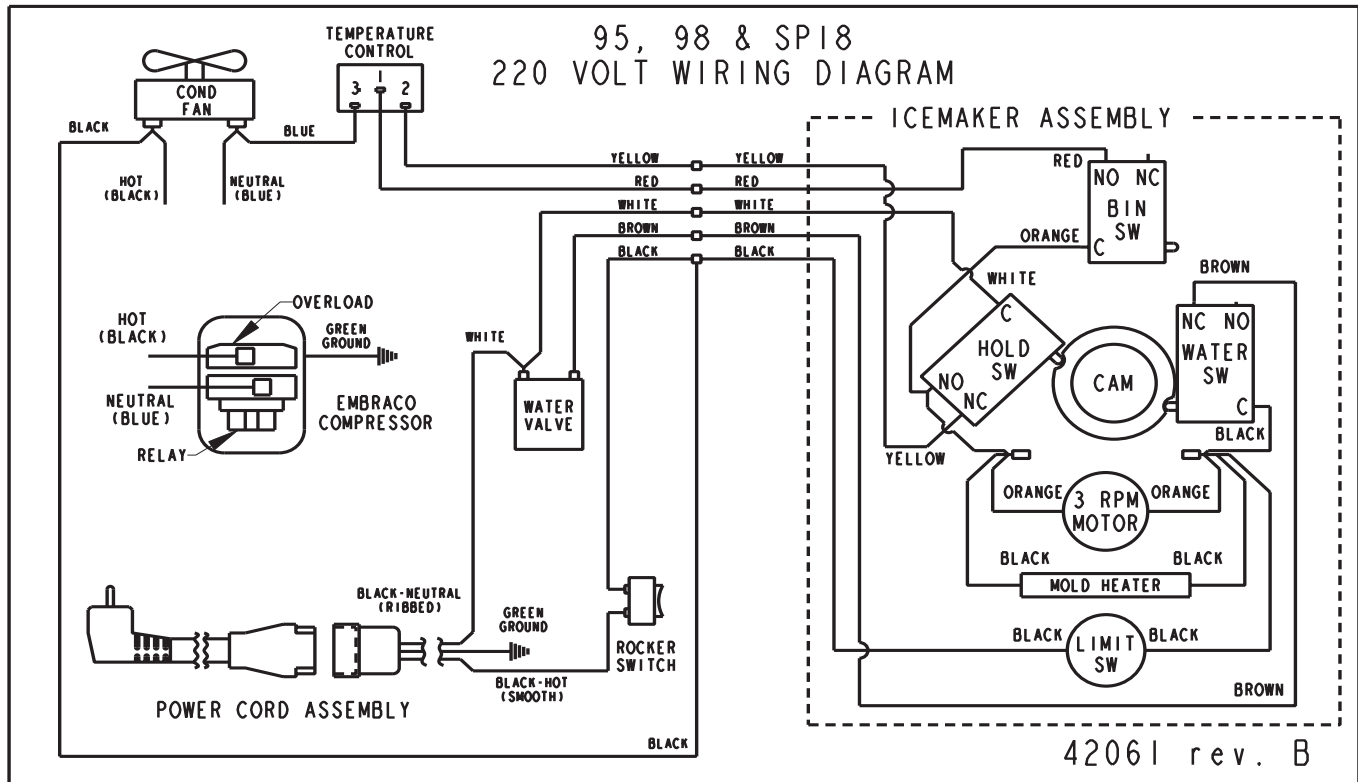 95, 98 & SP18
220 VOLT WIRING DIAGRAM
TEMPERATURE
CONTROL
3 1 2
COND
FAN
BLACK
BLUE
HOT
(BLACK)
NEUTRAL
(BLUE)
YELLOW
YELLOW
RED
RED
WHITE
WHITE
BROWN
BROWN
BLACK
BLACK
ICEMAKER ASSEMBLY
RED
NO NC
BIN
SW
C
ORANGE
WHITE
BROWN
C
HOLD
SW
NO
NC
CAM
NC NO
WATER
SW
C
BLACK
YELLOW
ORANGE
3 RPM
MOTOR
ORANGE
BLACK
BLACK
MOLD HEATER
BLACK
LIMIT
SW
BLACK
BROWN
OVERLOAD
HOT
(BLACK)
GREEN
GROUND
NEUTRAL
(BLUE)
EMBRACO
COMPRESSOR
RELAY
WHITE
WATER
VALVE
BLACK-NEUTRAL
(RIBBED)
GREEN
GROUND
BLACK-HOT
(SMOOTH)
ROCKER
SWITCH
POWER CORD ASSEMBLY
BLACK
42061 rev. B